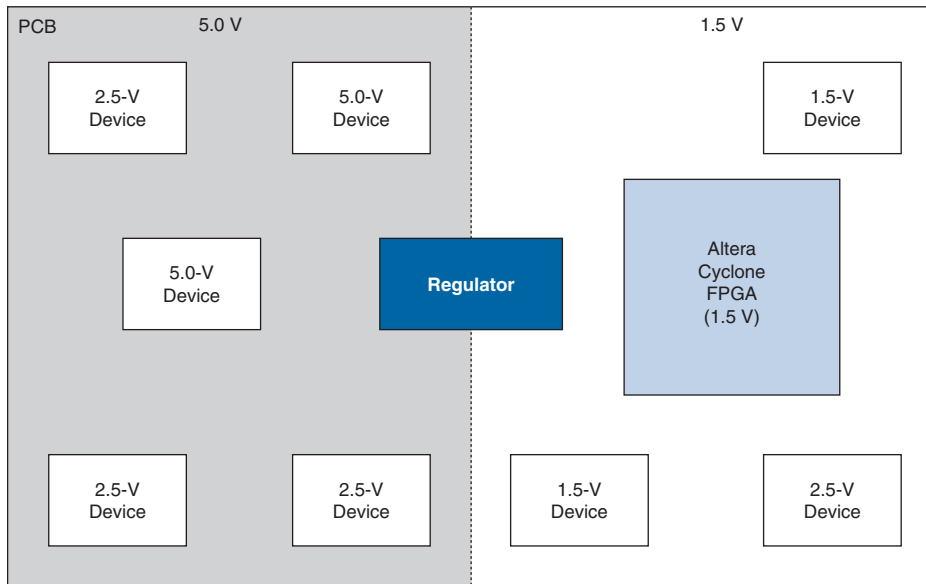 PCB
5.0 V
1.5 V
2.5-V
Device
5.0-V
Device
1.5-V
Device
5.0-V
Device
Regulator
Altera
Cyclone
FPGA
(1.5 V)
2.5-V
Device
2.5-V
Device
1.5-V
Device
2.5-V
Device